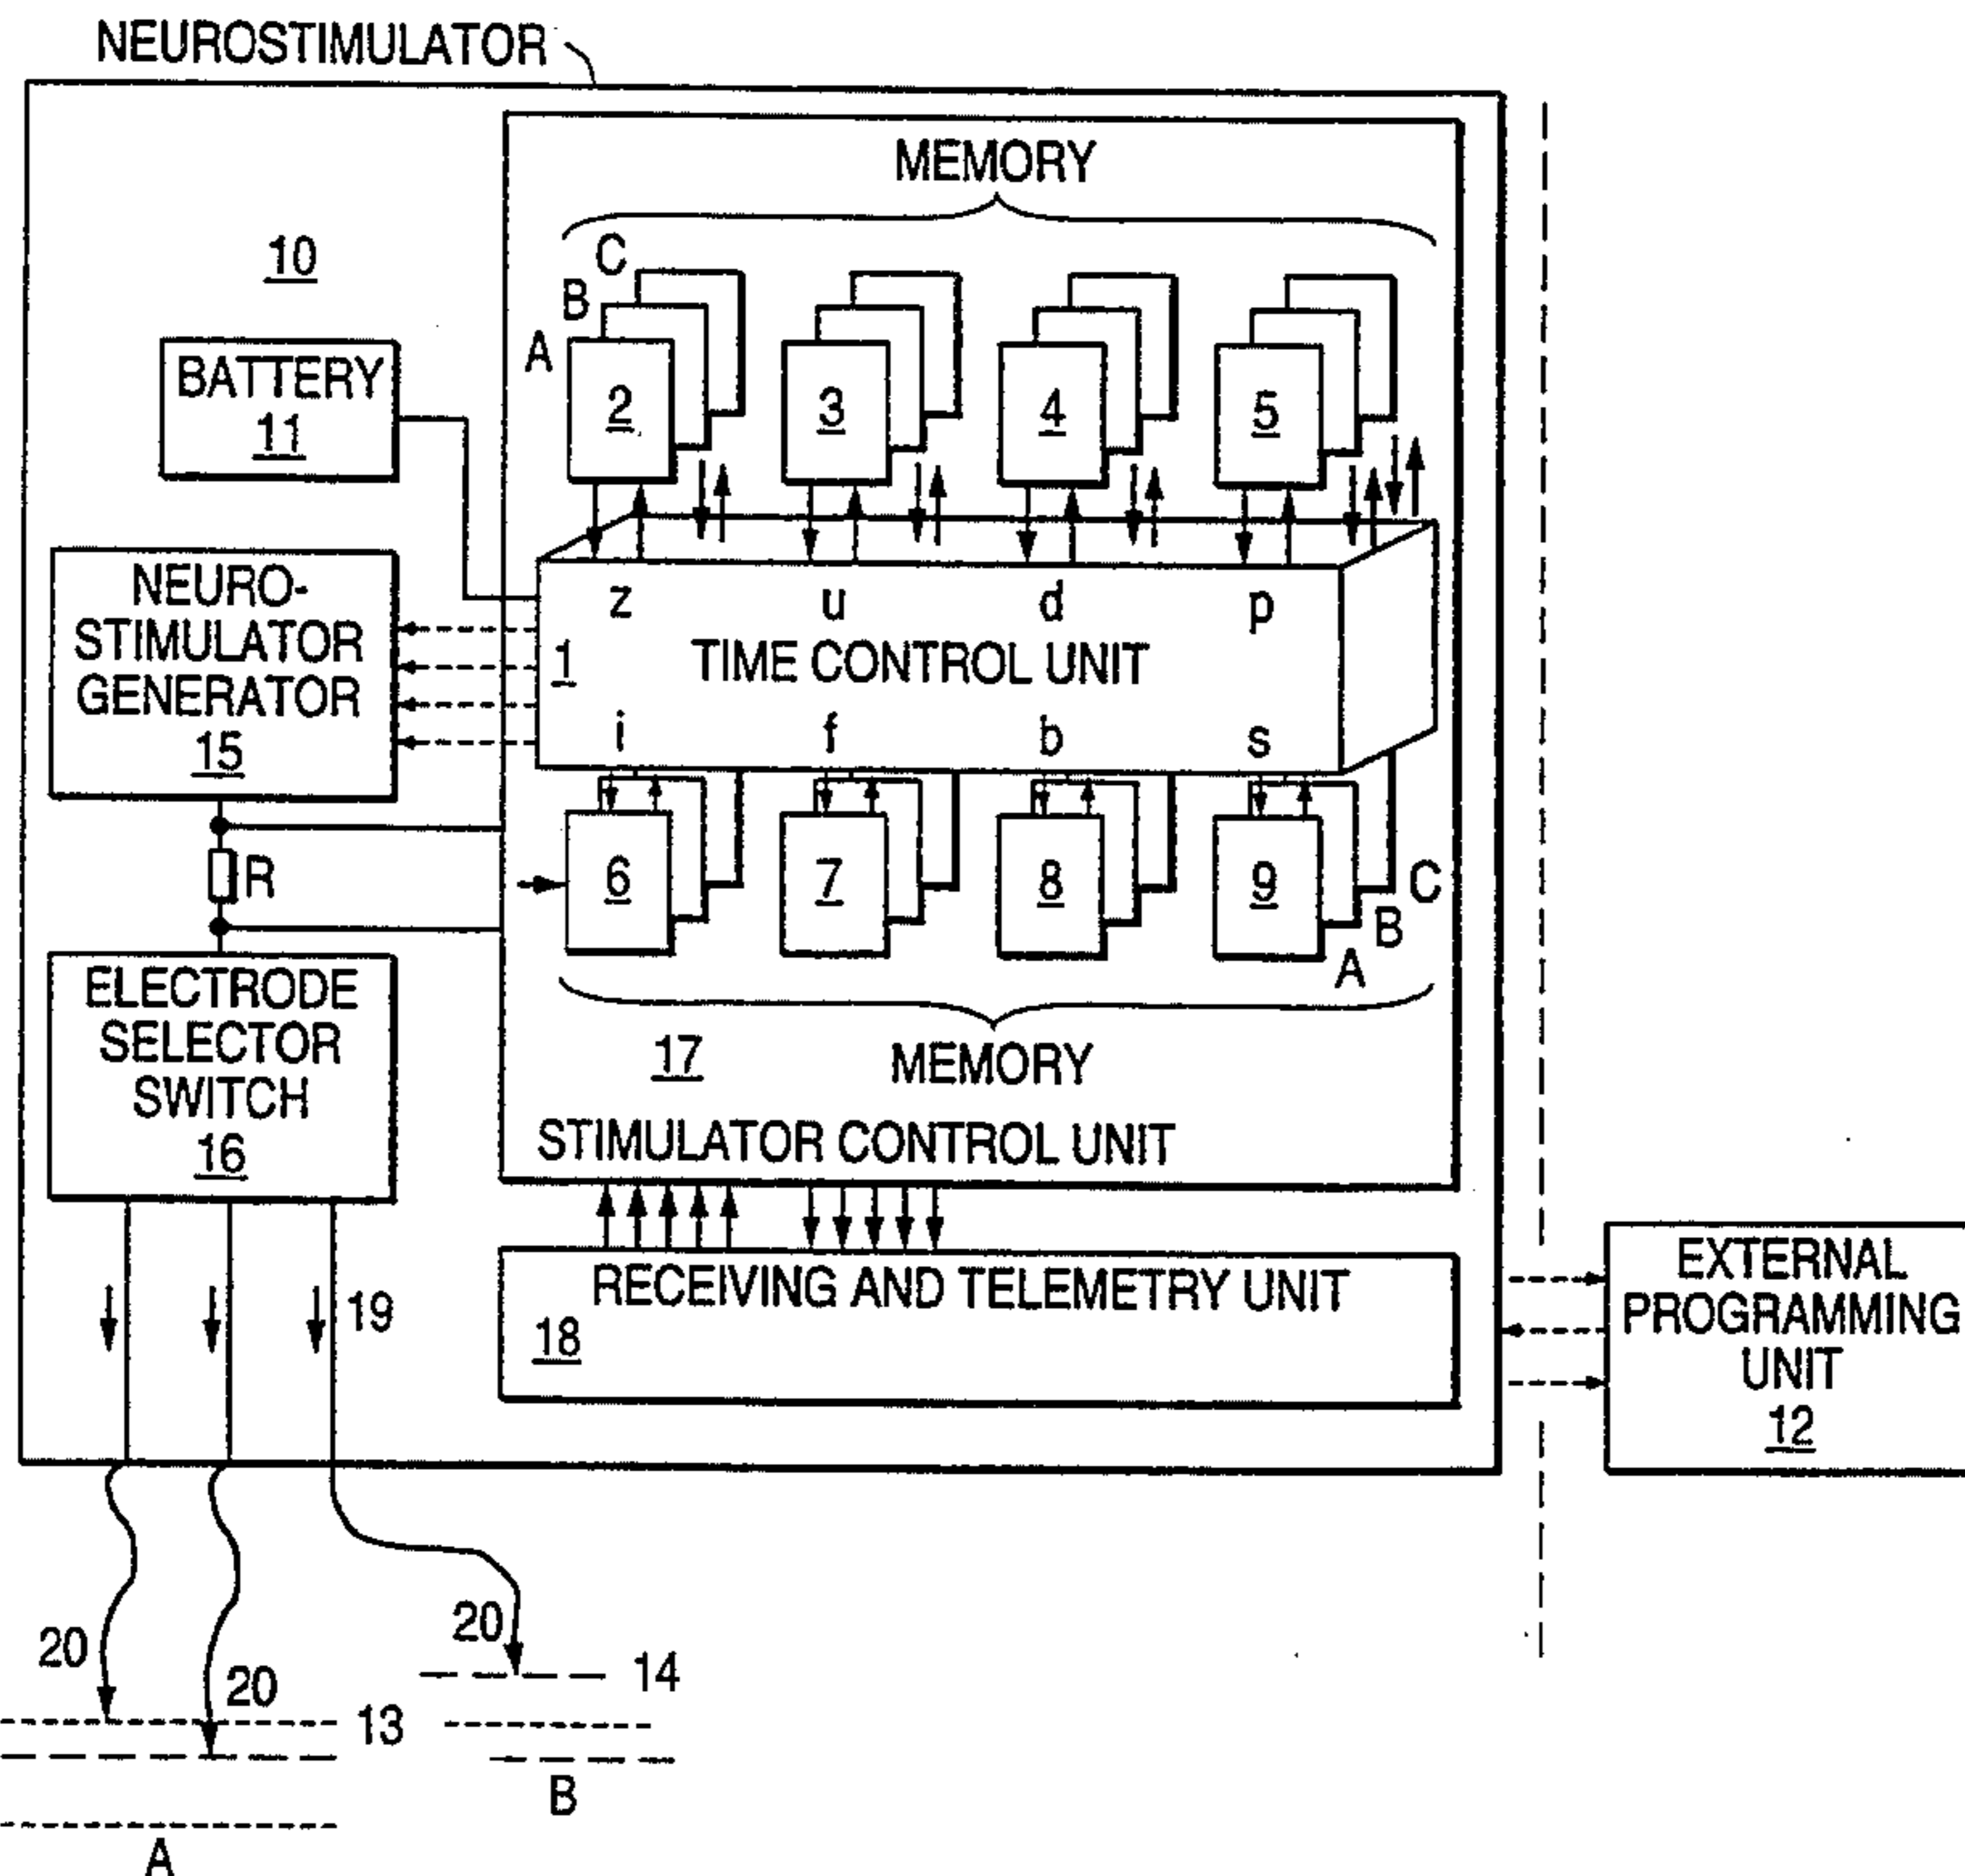 NEUROSTIMULATOR
MEMORY
10
C
B
A
BATTERY
11
2
3
4
5
NEURO-
STIMULATOR
GENERATOR
15
z
u
d
p
1
TIME CONTROL UNIT
i
f
b
s
R
6
7
8
9
C
B
A
ELECTRODE
SELECTOR
SWITCH
16
17
MEMORY
STIMULATOR CONTROL UNIT
RECEIVING AND TELEMETRY UNIT
18
19
EXTERNAL
PROGRAMMING
UNIT
12
20
20
20
14
13
B
A